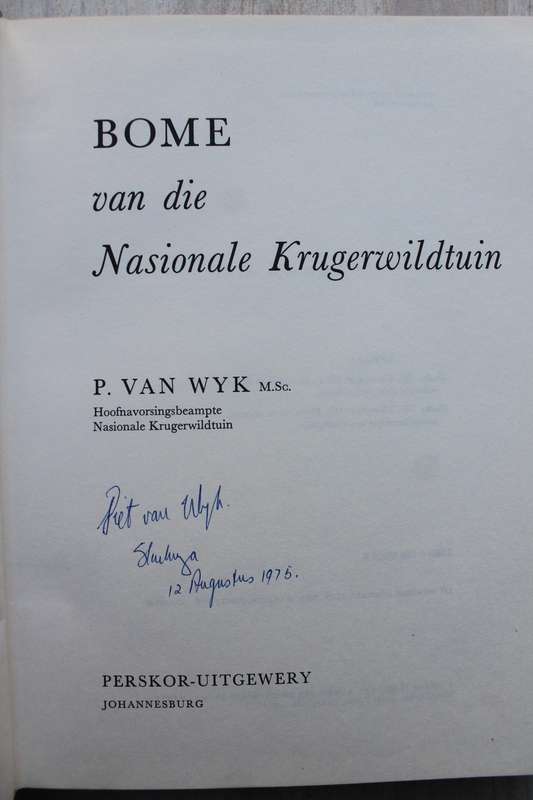 BOME
van die
Nasionale Krugerwildtuin
P. VAN WYK M.Sc.
Hoofnavorsingsbeampte
Nasionale Krugerwildtuin
Piet van Wyk.
Skukuza
12 Augustus 1975.
PERSKOR-UITGEWERY
JOHANNESBURG